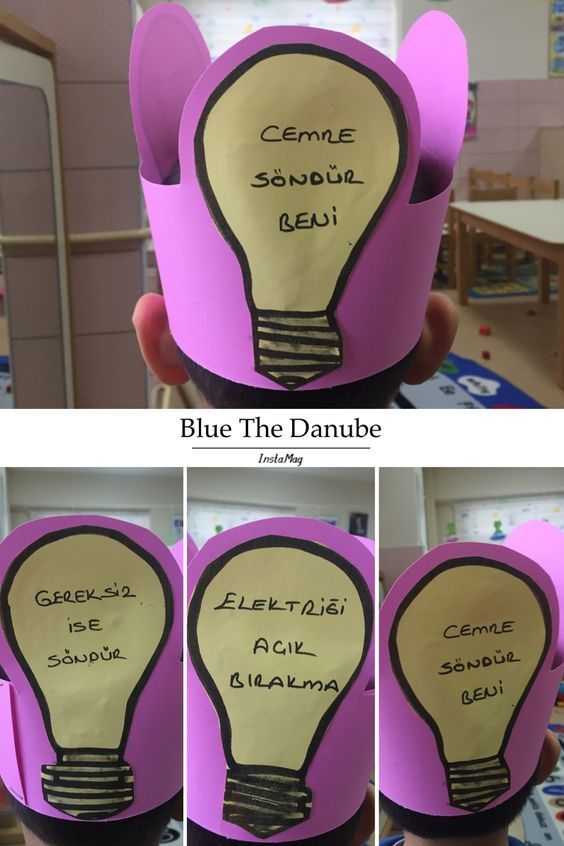 CEMRE
SÖNDÜR
BENİ
Blue The Danube
InstaMag
GEREKSİZ
İSE
SÖNDÜR
ELEKTRİĞİ
AÇIK
BIRAKMA
CEMRE
SÖNDÜR
BENİ